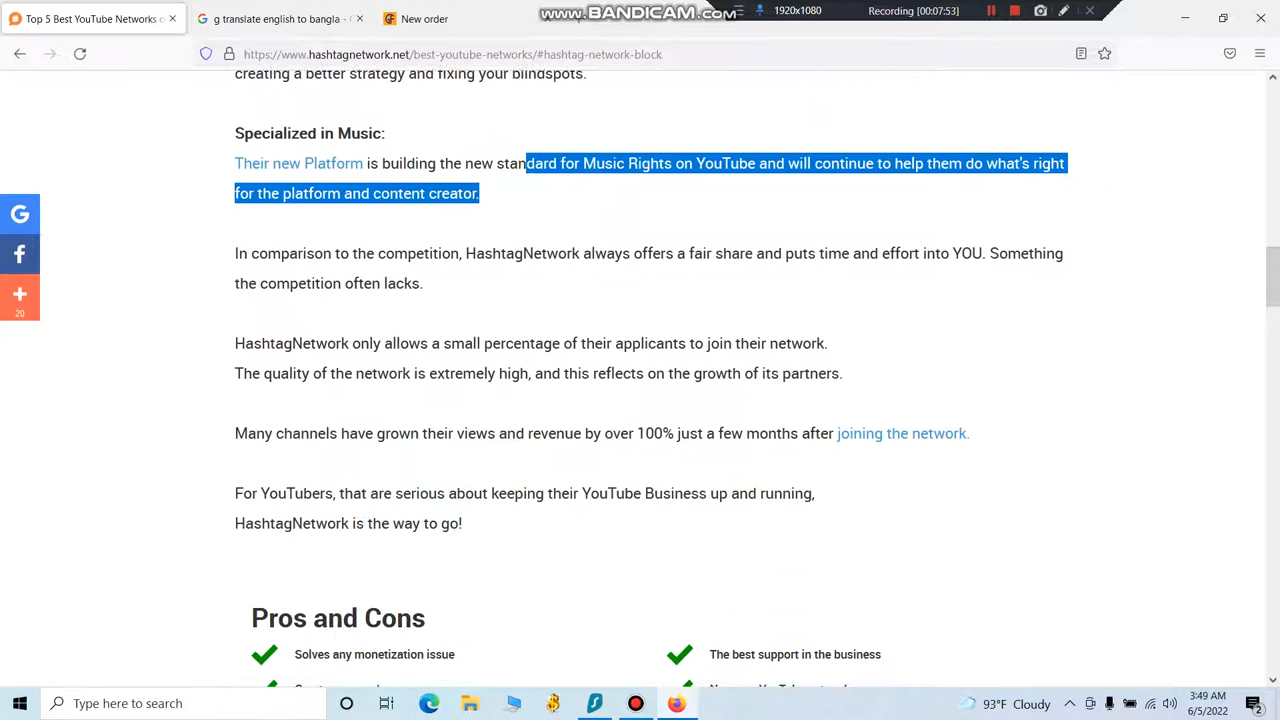 Top 5 Best YouTube Networks o
g translate english to bangla -
New order
www.BANDICAM.com
1920x1080
Recording [00:07:53]
https://www.hashtagnetwork.net/best-youtube-networks/#hashtag-network-block
creating a better strategy and fixing your blindspots.
Specialized in Music:
Their new Platform is building the new standard for Music Rights on YouTube and will continue to help them do what's right
for the platform and content creator.
In comparison to the competition, HashtagNetwork always offers a fair share and puts time and effort into YOU. Something
the competition often lacks.
HashtagNetwork only allows a small percentage of their applicants to join their network.
The quality of the network is extremely high, and this reflects on the growth of its partners.
Many channels have grown their views and revenue by over 100% just a few months after joining the network.
For YouTubers, that are serious about keeping their YouTube Business up and running,
HashtagNetwork is the way to go!
20
Pros and Cons
Solves any monetization issue
The best support in the business
Type here to search
93°F Cloudy
3:49 AM
6/5/2022
2